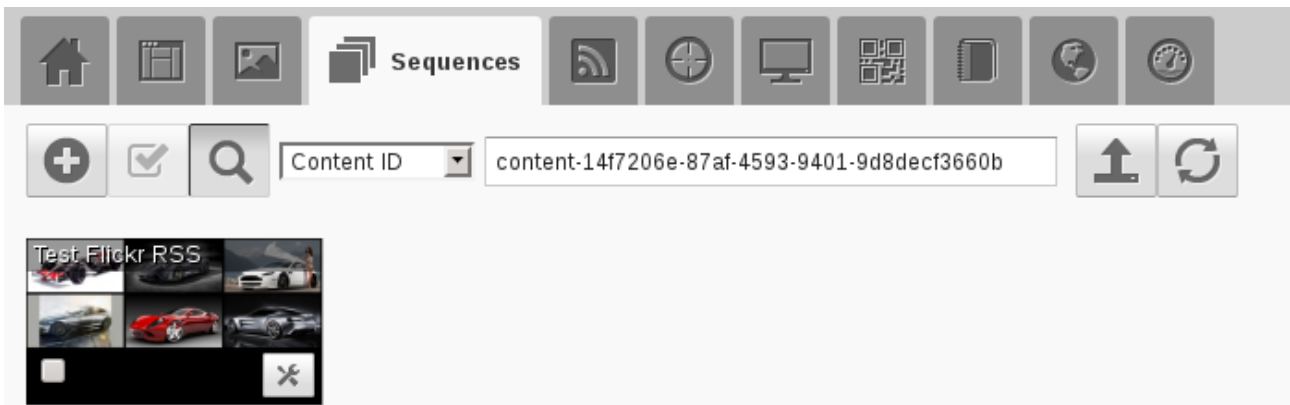 Sequences
Content ID
content-14f7206e-87af-4593-9401-9d8decf3660b
Test Flickr RSS